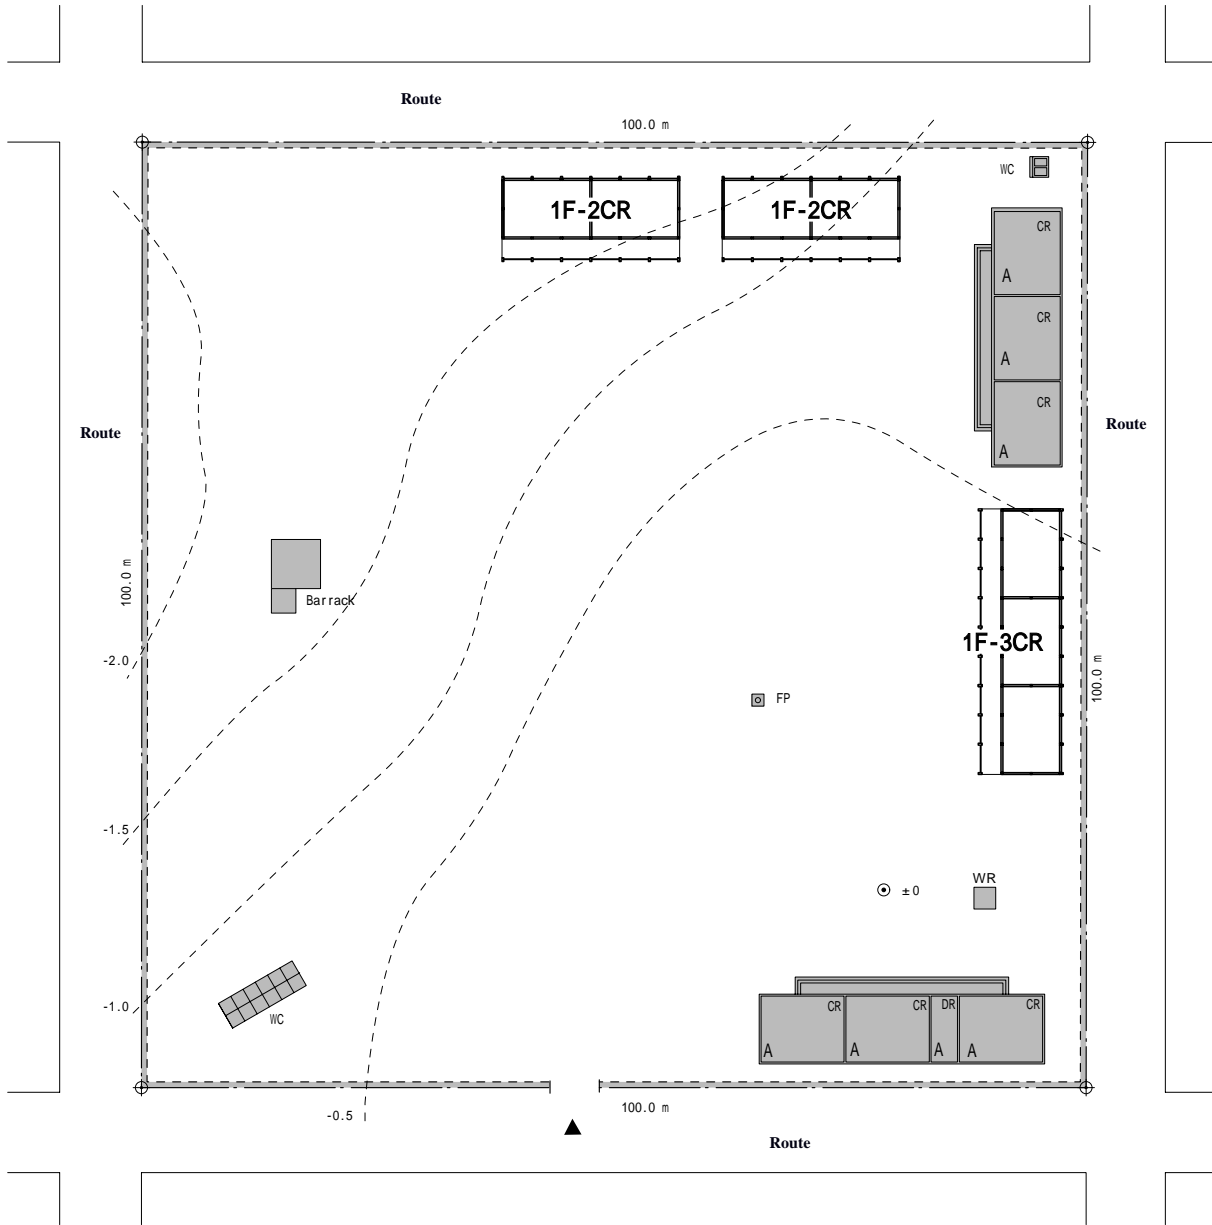 Route
100.0 m
WC
1F-2CR
1F-2CR
CR
A
CR
A
Route
Route
CR
A
100.0 m
Barrack
1F-3CR
-2.0
100.0 m
FP
-1.5
WR
±0
-1.0
WC
CR
CR
DR
CR
A
A
A
A
-0.5
100.0 m
Route